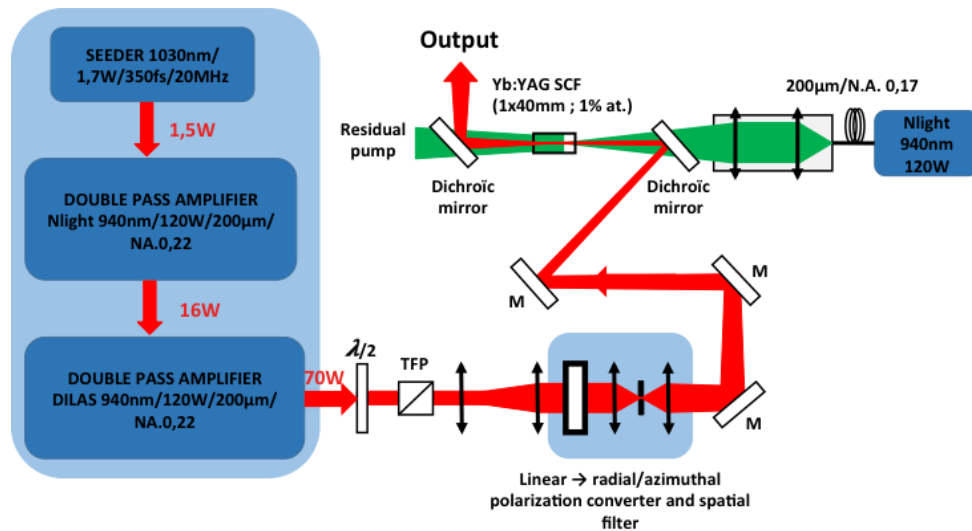 SEEDER 1030nm/
1,7W/350fs/20MHz
1,5W
DOUBLE PASS AMPLIFIER
Nlight 940nm/120W/200µm/
NA.0,22
16W
DOUBLE PASS AMPLIFIER
DILAS 940nm/120W/200µm/
NA.0,22
70W
λ/2
TFP
Linear → radial/azimuthal
polarization converter and spatial
filter
M
M
M
Output
Yb:YAG SCF
(1x40mm ; 1% at.)
Residual
pump
Dichroïc
mirror
Dichroïc
mirror
200µm/N.A. 0,17
Nlight
940nm
120W